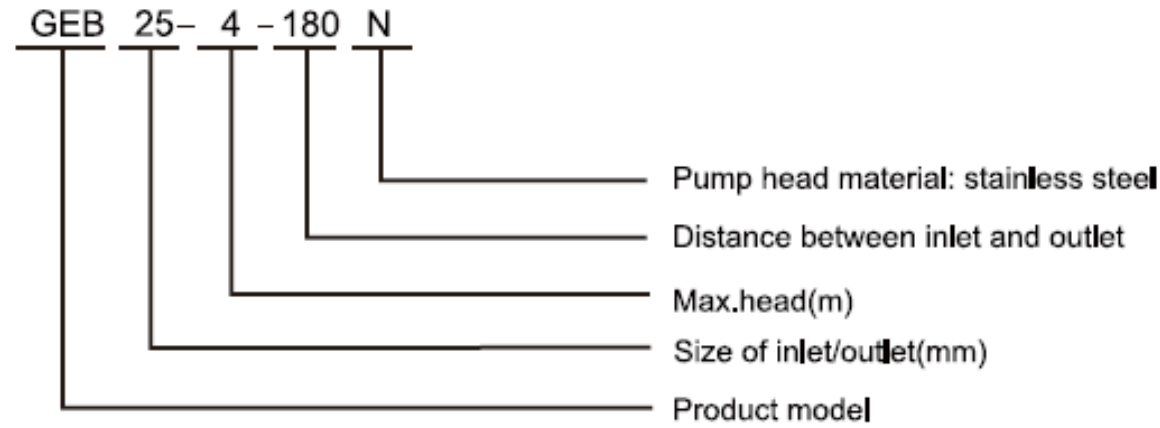 GEB 25– 4 – 180 N
Pump head material: stainless steel
Distance between inlet and outlet
Max.head(m)
Size of inlet/outlet(mm)
Product model